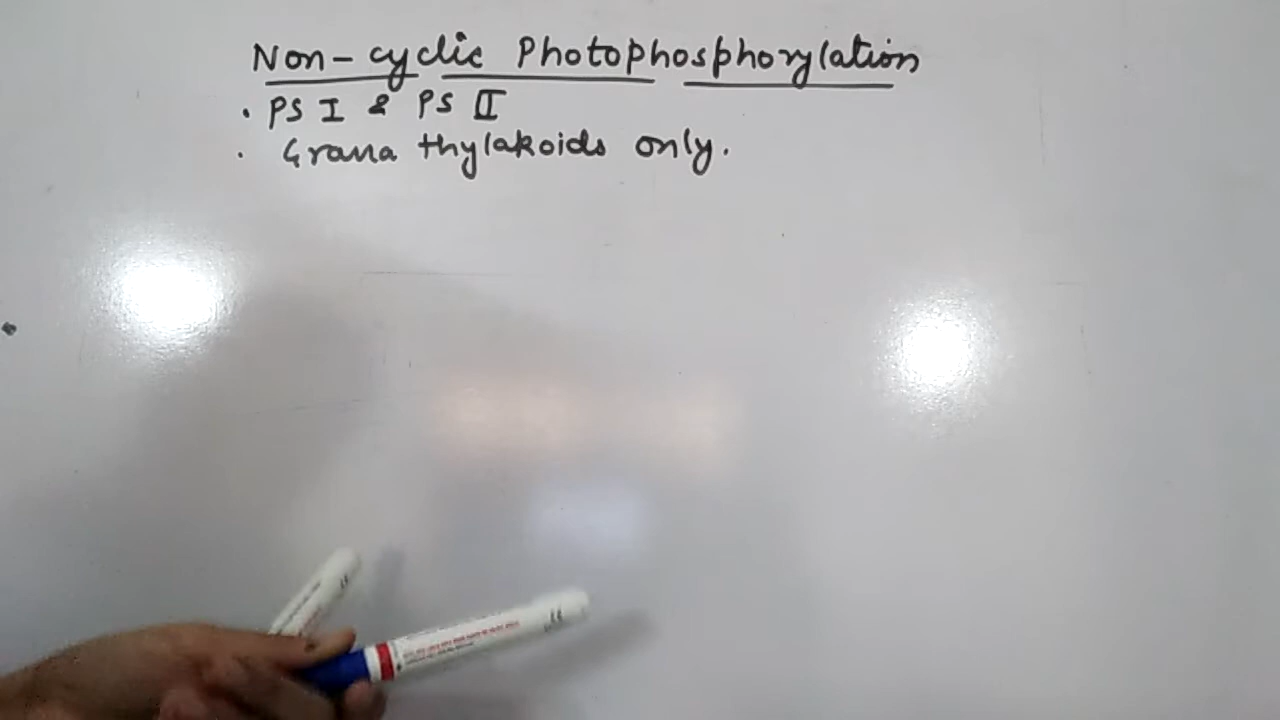 Non-cyclic Photophosphorylation
. PS I & PS II
. Grana thylakoids only.